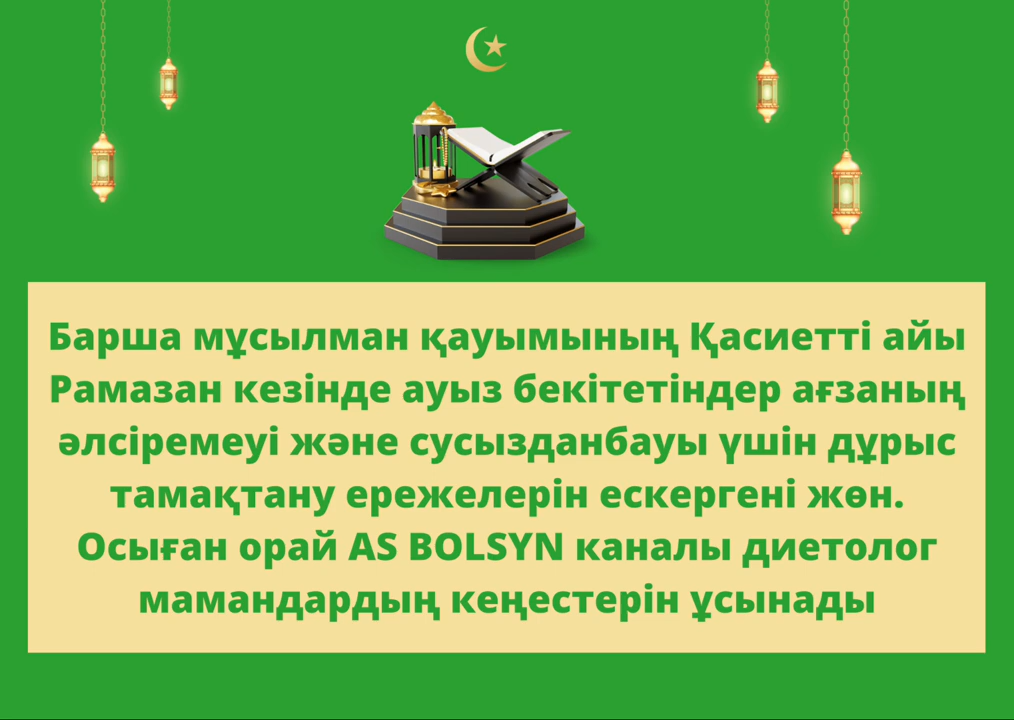 Барша мұсылман қауымының Қасиетті айы
Рамазан кезінде ауыз бекітетіндер ағзаның
әлсіремеуі және сусызданбауы үшін дұрыс
тамақтану ережелерін ескергені жөн.
Осыған орай AS BOLSYN каналы диетолог
мамандардың кеңестерін ұсынады